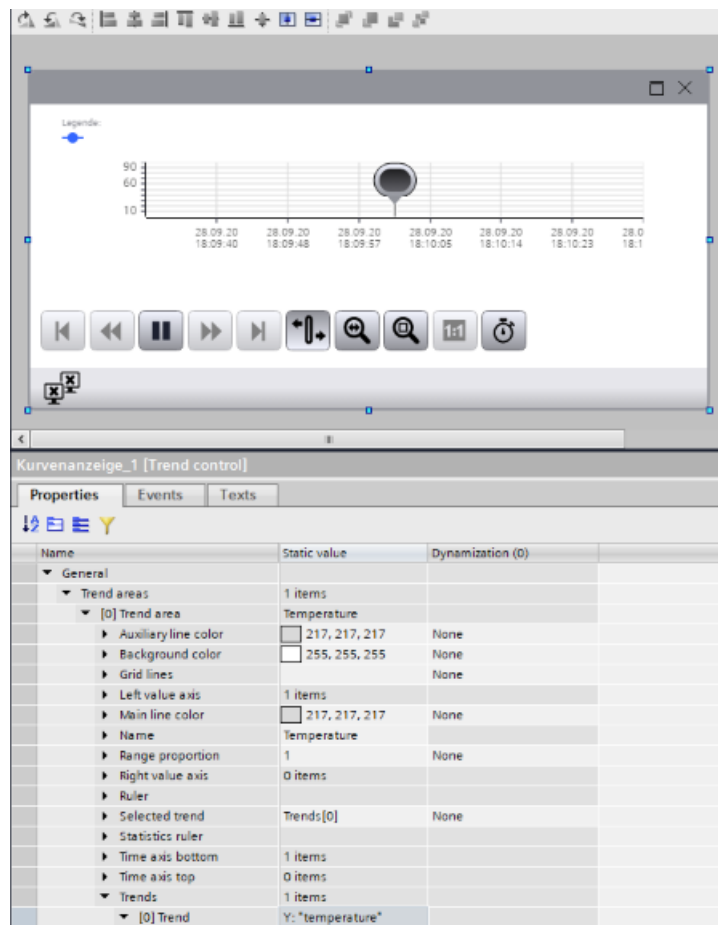 Legende:
90
60
10
28.09.20 28.09.20 28.09.20 28.09.20 28.09.20 28.09.20 28.0
18:09:40 18:09:48 18:09:57 18:10:05 18:10:14 18:10:23 18:1
1:1
Kurvenanzeige_1 [Trend control]
Properties Events Texts
Name Static value Dynamization (0)
General
Trend areas 1 items
[0] Trend area Temperature
Auxiliary line color 217, 217, 217 None
Background color 255, 255, 255 None
Grid lines None
Left value axis 1 items
Main line color 217, 217, 217 None
Name Temperature
Range proportion 1 None
Right value axis 0 items
Ruler
Selected trend Trends[0] None
Statistics ruler
Time axis bottom 1 items
Time axis top 0 items
Trends 1 items
[0] Trend Y: "temperature"